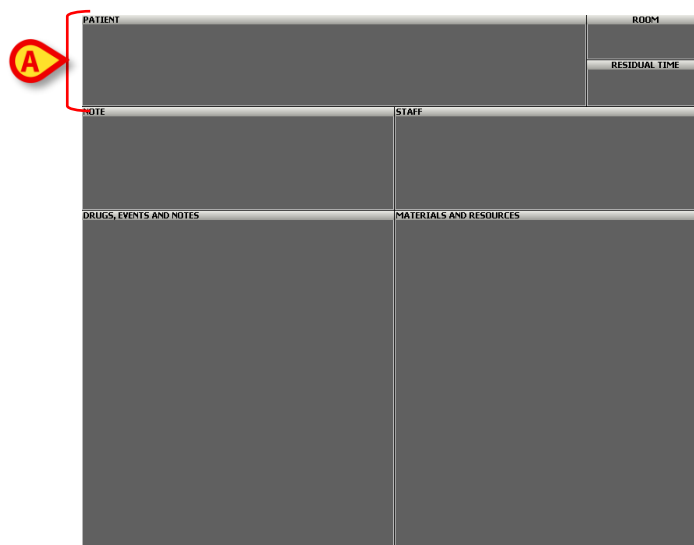 PATIENT
ROOM
A
RESIDUAL TIME
NOTE
STAFF
DRUGS, EVENTS AND NOTES
MATERIALS AND RESOURCES